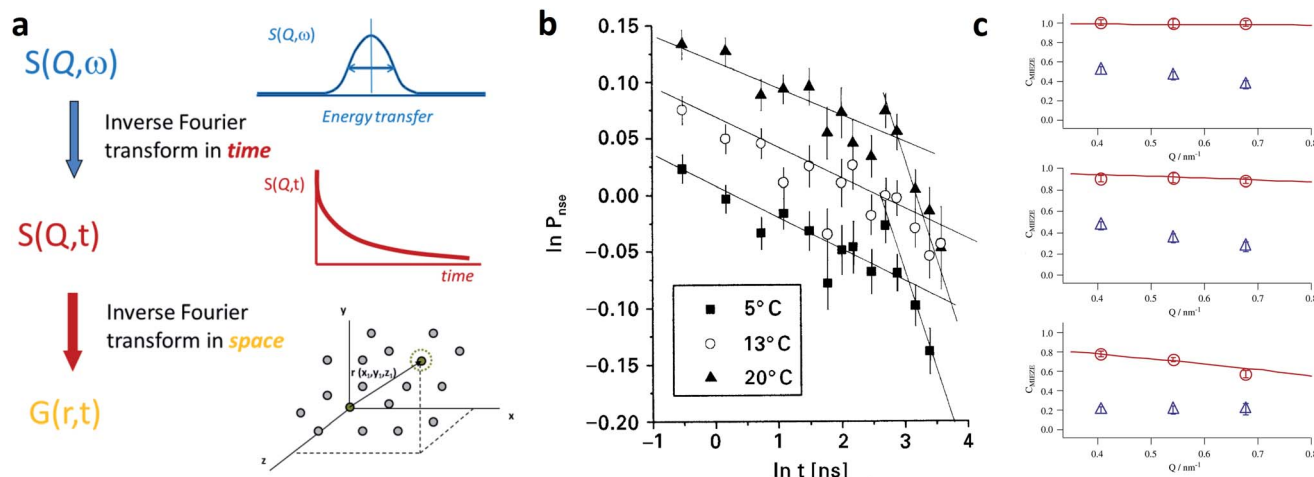 a
S(Q,ω)
Inverse Fourier
transform in time
S(Q,t)
Inverse Fourier
transform in space
G(r,t)
S(Q,ω)
Energy transfer
S(Q,t)
time
y
r (x₁,y₁,z₁)
x
z
b
0.15
0.10
0.05
0.00
−0.05
−0.10
−0.15
−0.20
ln Pnse
5° C
13° C
20° C
−1
0
1
2
3
4
ln t [ns]
c
1.0
0.8
0.6
0.4
0.2
0.0
CMIEZE
0.4
0.5
0.6
0.7
0.8
Q / nm⁻¹
1.0
0.8
0.6
0.4
0.2
0.0
CMIEZE
0.4
0.5
0.6
0.7
0.8
Q / nm⁻¹
0.8
0.6
0.4
0.2
0.0
CMIEZE
0.4
0.5
0.6
0.7
0.8
Q / nm⁻¹